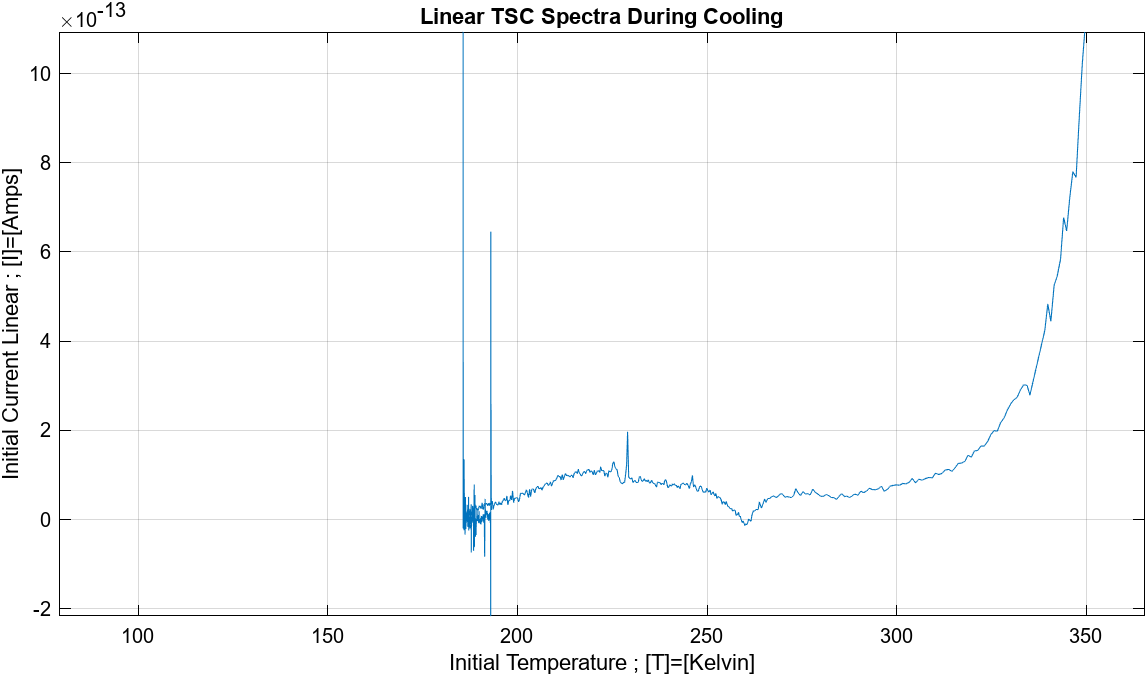 Linear TSC Spectra During Cooling
×10-13
10
8
6
4
2
0
-2
100 150 200 250 300 350
Initial Temperature ; [T]=[Kelvin]
Initial Current Linear ; [I]=[Amps]